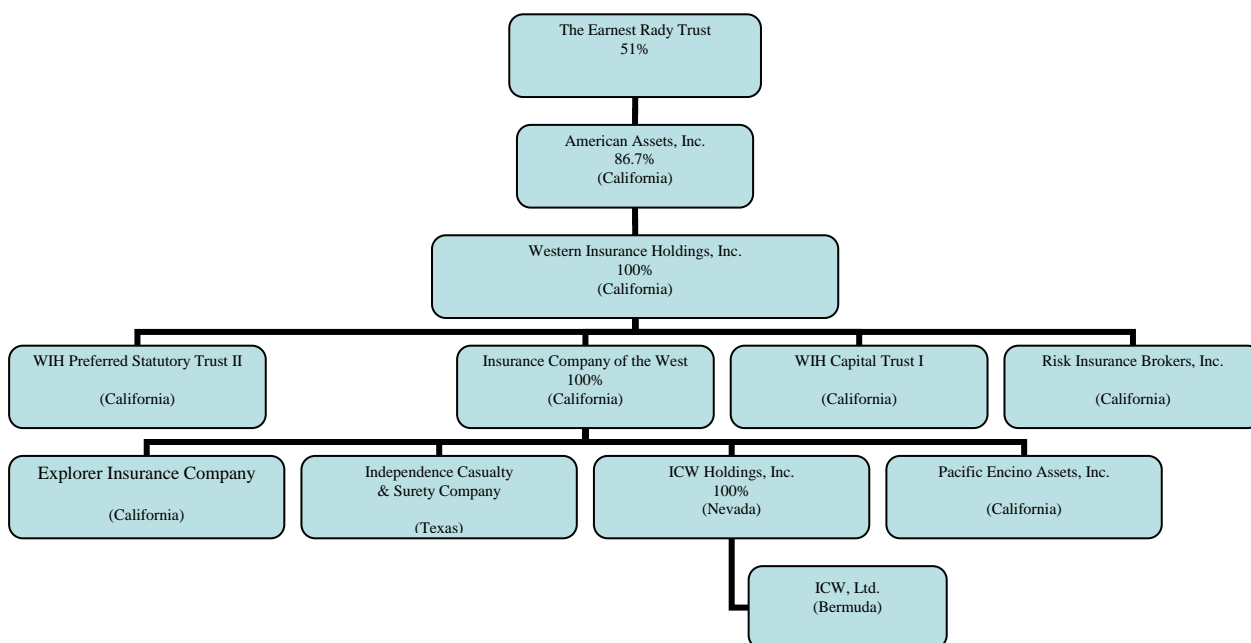 The Earnest Rady Trust
51%
American Assets, Inc.
86.7%
(California)
Western Insurance Holdings, Inc.
100%
(California)
WIH Preferred Statutory Trust II
(California)
Insurance Company of the West
100%
(California)
WIH Capital Trust I
(California)
Risk Insurance Brokers, Inc.
(California)
Explorer Insurance Company
(California)
Independence Casualty
& Surety Company
(Texas)
ICW Holdings, Inc.
100%
(Nevada)
Pacific Encino Assets, Inc.
(California)
ICW, Ltd.
(Bermuda)